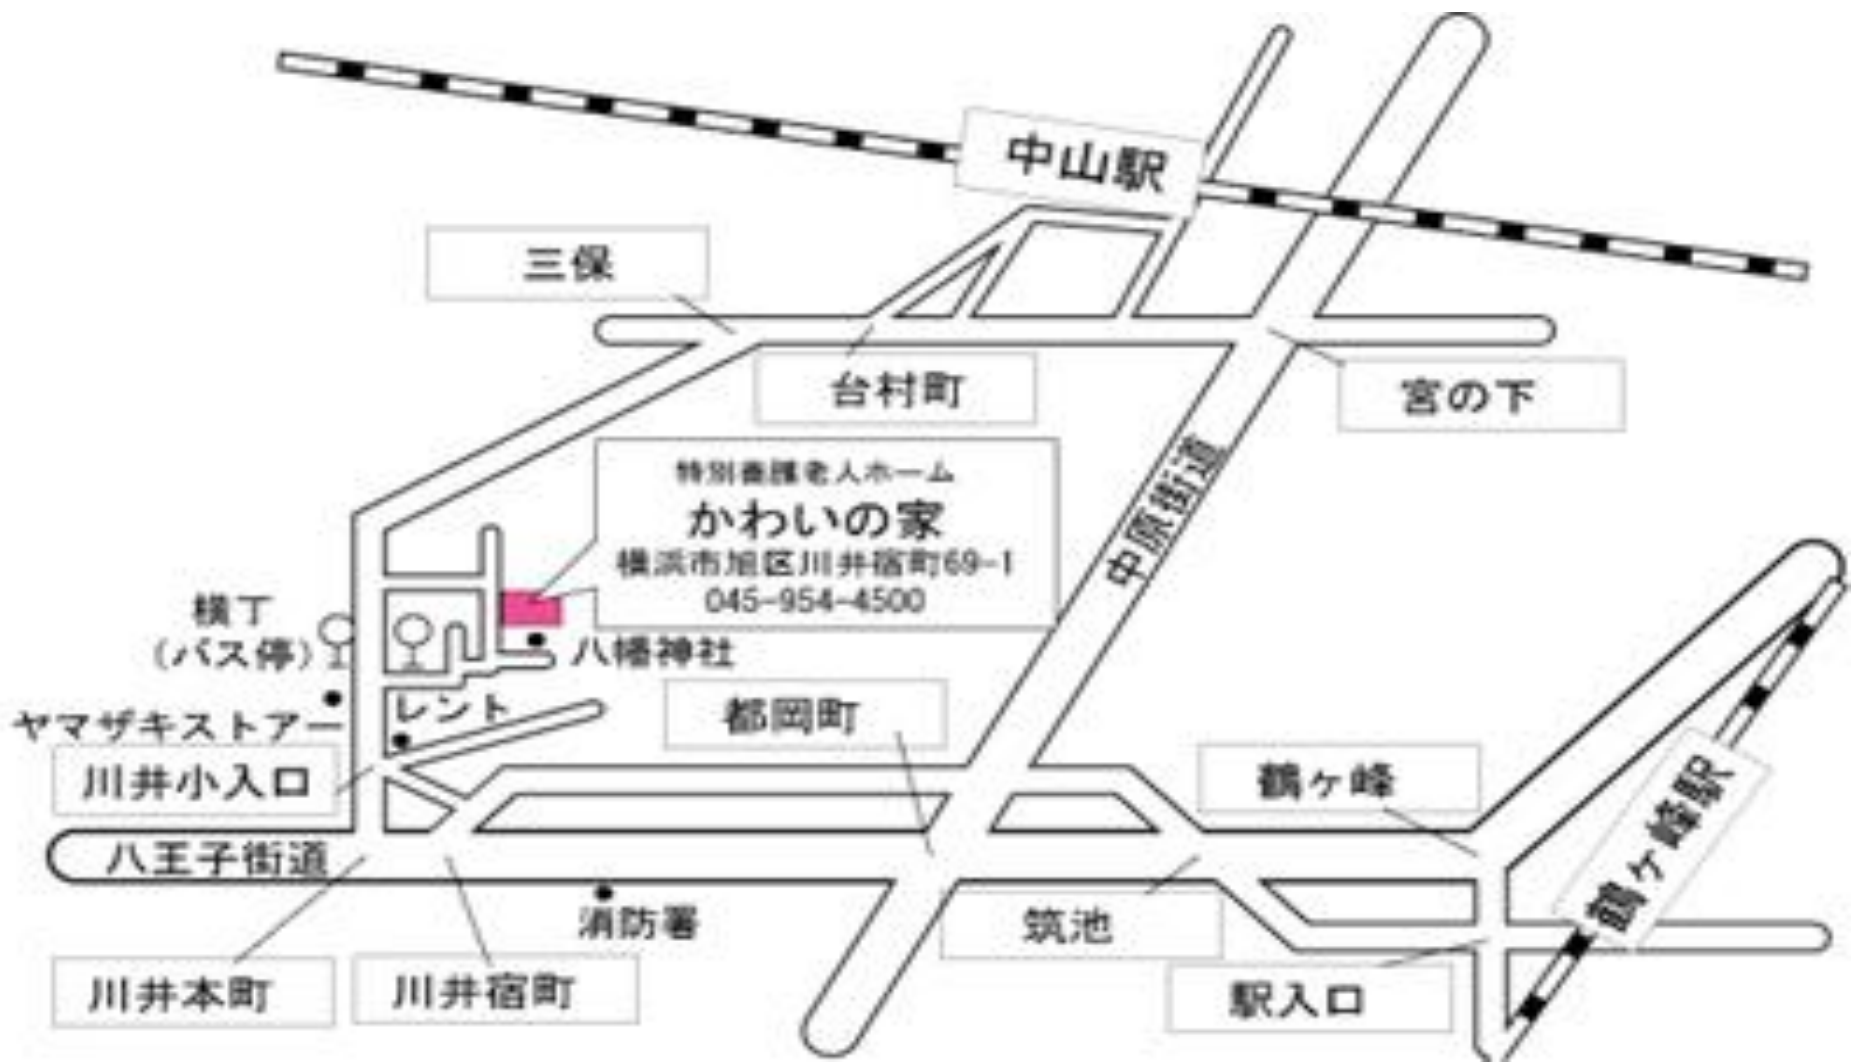 中山駅
三保
台村町
宮の下
特別養護老人ホーム
かわいの家
横浜市旭区川井宿町69-1
045-954-4500
中原街道
横丁
（バス停）
八幡神社
レント
ヤマザキストアー
都岡町
川井小入口
鶴ヶ峰
鶴ヶ峰駅
八王子街道
消防署
筑池
駅入口
川井本町
川井宿町